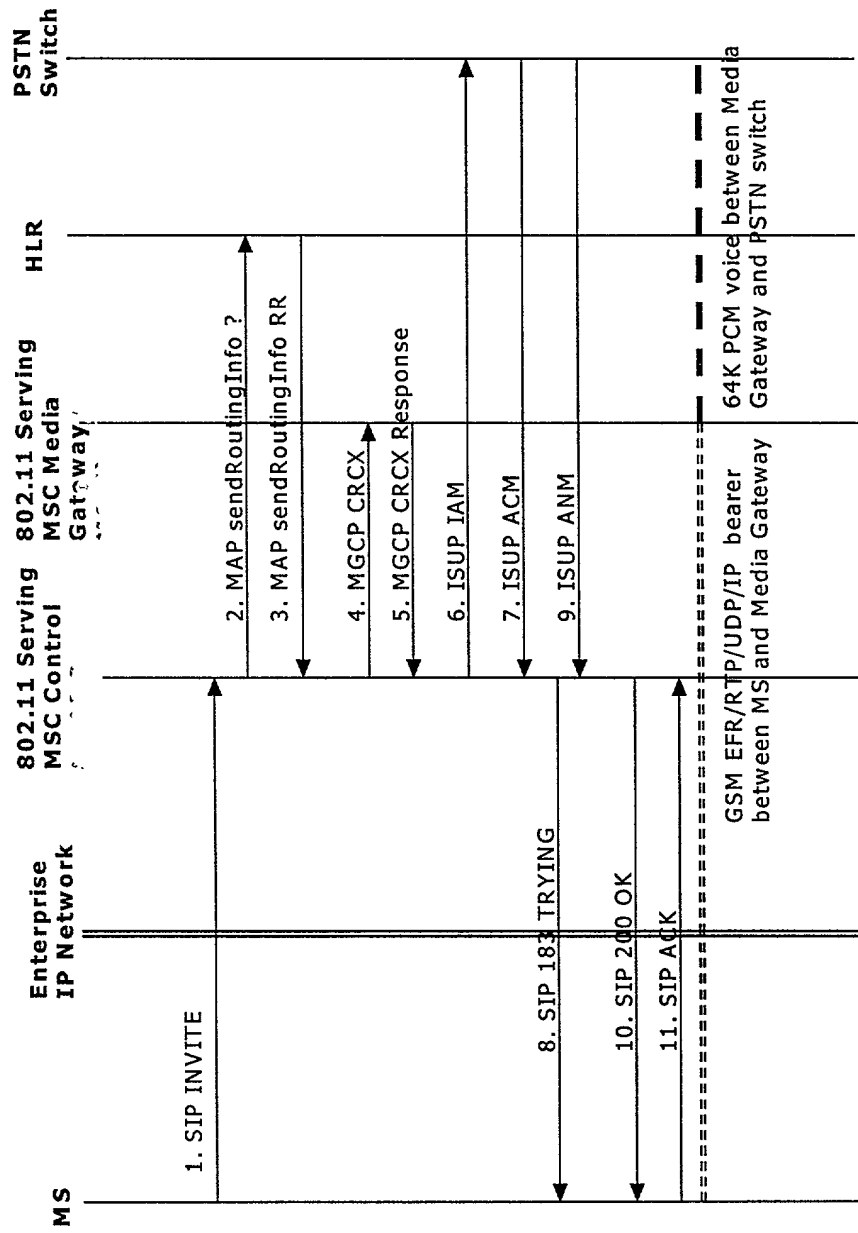 MS
Enterprise
IP Network
802.11 Serving
MSC Control
802.11 Serving
MSC Media
Gateway
HLR
PSTN
Switch
1. SIP INVITE
2. MAP sendRoutingInfo ?
3. MAP sendRoutingInfo RR
4. MGCP CRCX
5. MGCP CRCX Response
6. ISUP IAM
7. ISUP ACM
8. SIP 183 TRYING
9. ISUP ANM
10. SIP 200 OK
11. SIP ACK
GSM EFR/RTP/UDP/IP bearer
between MS and Media Gateway
64K PCM voice between Media
Gateway and PSTN switch